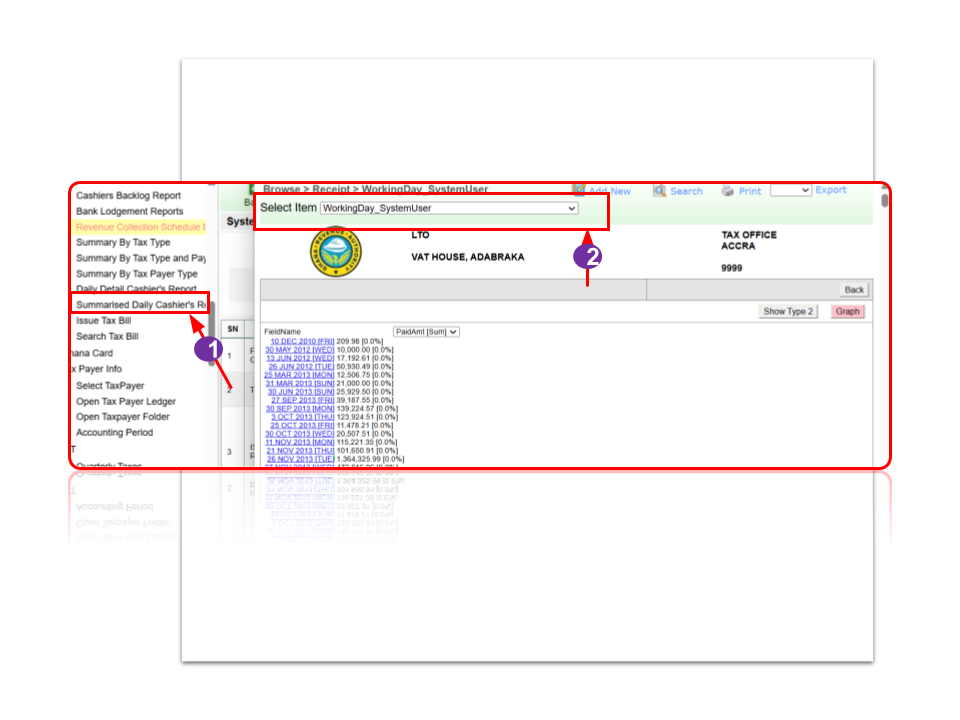 Cashiers Backlog Report
Bank Lodgement Reports
Revenue Collection Schedule
Summary By Tax Type
Summary By Tax Type and Pay
Summary By Tax Payer Type
Daily Detail Cashier's Report
Summarised Daily Cashier's Re
Issue Tax Bill
Search Tax Bill
ana Card
x Payer Info
Select TaxPayer
Open Tax Payer Ledger
Open Taxpayer Folder
Accounting Period
T
Quarterly Taxes
1
Ba
Syste
SN
1
2
3
Browse > Receipt > WorkingDay_SystemUser
Add New
Search
Print
Export
Select Item WorkingDay_SystemUser
2
GHANA REVENUE AUTHORITY
LTO
VAT HOUSE, ADABRAKA
TAX OFFICE
ACCRA
9999
Back
Show Type 2
Graph
FieldName PaidAmt [Sum]
10 DEC 2010 [FRI] 209.98 [0.0%]
30 MAY 2012 [WED] 10,000.00 [0.0%]
13 JUN 2012 [WED] 17,192.61 [0.0%]
26 JUN 2012 [TUE] 50,930.49 [0.0%]
25 MAR 2013 [MON] 12,506.75 [0.0%]
31 MAR 2013 [SUN] 21,000.00 [0.0%]
30 JUN 2013 [SUN] 25,929.50 [0.0%]
27 SEP 2013 [FRI] 39,187.55 [0.0%]
30 SEP 2013 [MON] 139,224.57 [0.0%]
3 OCT 2013 [THU] 123,924.51 [0.0%]
25 OCT 2013 [FRI] 11,478.21 [0.0%]
30 OCT 2013 [WED] 20,507.51 [0.0%]
11 NOV 2013 [MON] 115,221.35 [0.0%]
21 NOV 2013 [THU] 101,650.91 [0.0%]
26 NOV 2013 [TUE] 1,364,325.99 [0.0%]
27 NOV 2013 [WED]